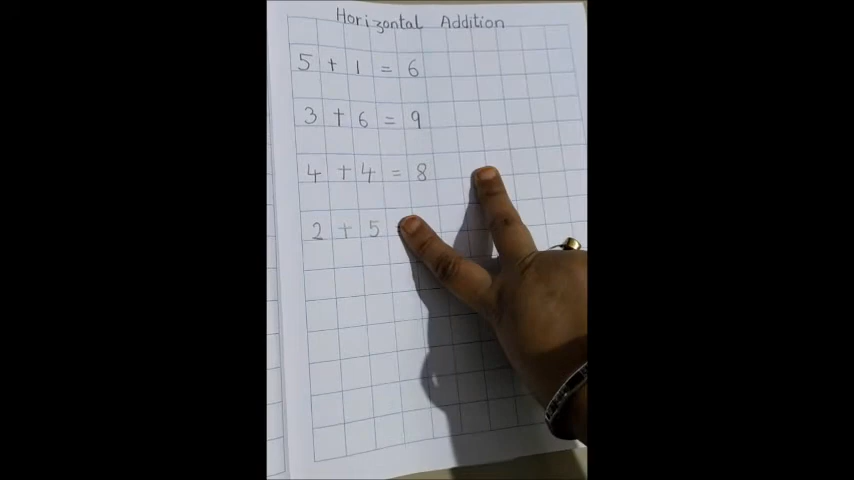 Horizontal Addition
5 + 1 = 6
3 + 6 = 9
4 + 4 = 8
2 + 5